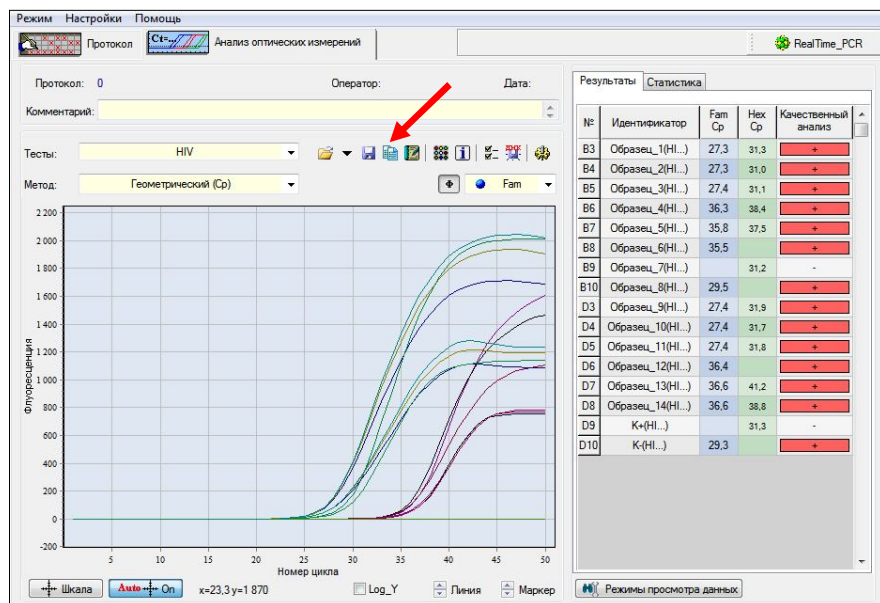 Режим Настройки Помощь
Протокол Ct=... Анализ оптических измерений RealTime_PCR
Протокол: 0 Оператор: Дата:
Комментарий:
Тесты: HIV
Метод: Геометрический (Cp) Fam
2 200
2 000
1 800
1 600
1 400
1 200
1 000
800
600
400
200
0
-200
Флуоресценция
5 10 15 20 25 30 35 40 45 50
Номер цикла
Шкала Auto On x=23,3 y=1 870 Log_Y Линия Маркер
Результаты Статистика
№ Идентификатор Fam Cp Hex Cp Качественный анализ
B3 Образец_1(HI...) 27,3 31,3 +
B4 Образец_2(HI...) 27,3 31,0 +
B5 Образец_3(HI...) 27,4 31,1 +
B6 Образец_4(HI...) 36,3 38,4 +
B7 Образец_5(HI...) 35,8 37,5 +
B8 Образец_6(HI...) 35,5 +
B9 Образец_7(HI...) 31,2 -
B10 Образец_8(HI...) 29,5 +
D3 Образец_9(HI...) 27,4 31,9 +
D4 Образец_10(HI...) 27,4 31,7 +
D5 Образец_11(HI...) 27,4 31,8 +
D6 Образец_12(HI...) 36,4 +
D7 Образец_13(HI...) 36,6 41,2 +
D8 Образец_14(HI...) 36,6 38,8 +
D9 K+(HI...) 31,3 -
D10 K-(HI...) 29,3 +
Режимы просмотра данных